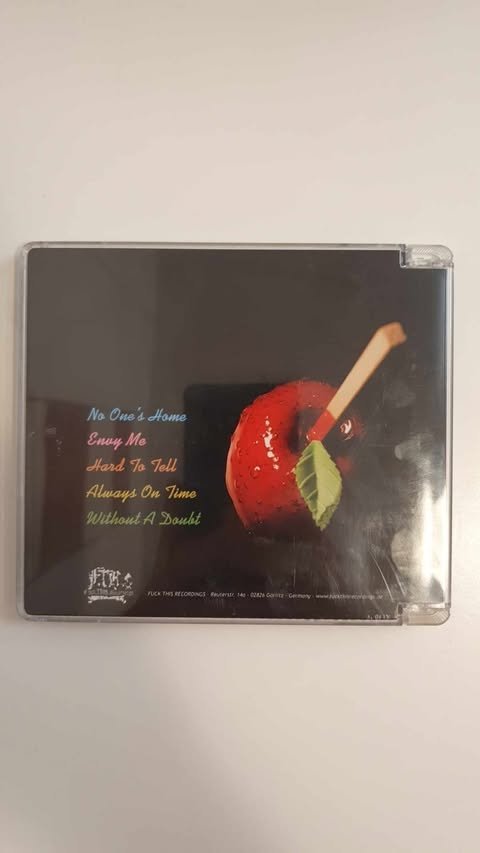 No One's Home
Envy Me
Hard To Tell
Always On Time
Without A Doubt
FUCK THIS RECORDINGS · Reuterstr. 14a · 02826 Görlitz · Germany · www.fuckthisrecordings.de